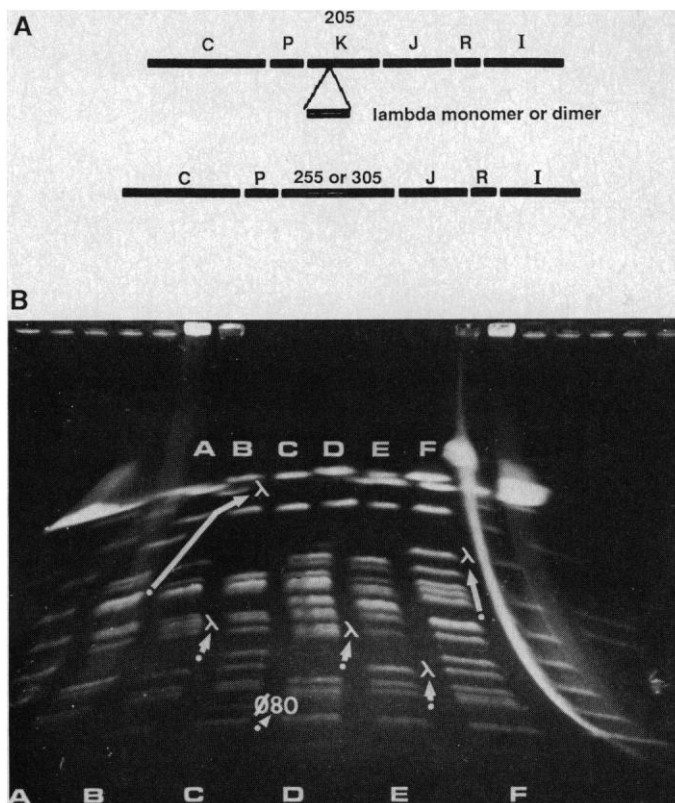 A
205
C P K J R I
lambda monomer or dimer
C P 255 or 305 J R I
B
A B C D E F
λ
λ
λ λ
λ
Ø80
A B C D E F